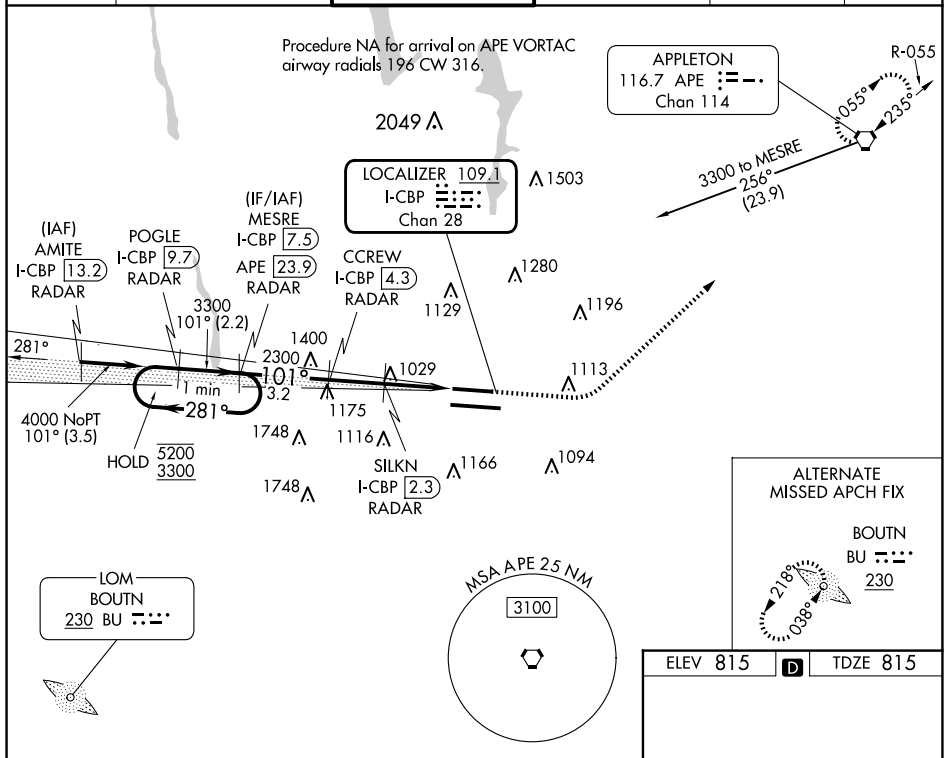 Procedure NA for arrival on APE VORTAC
airway radials 196 CW 316.
APPLETON
116.7 APE
Chan 114
R-055
055°
235°
2049
3300 to MESRE
256°
(23.9)
LOCALIZER 109.1
I-CBP
Chan 28
1503
(IAF)
AMITE
I-CBP 13.2
RADAR
POGLE
I-CBP 9.7
RADAR
(IF/IAF)
MESRE
I-CBP 7.5
APE 23.9
RADAR
CCREW
I-CBP 4.3
RADAR
1280
1129
1196
3300
101° (2.2)
281°
1400
2300
101°
3.2
1029
1113
1 min
281°
1175
4000 NoPT
101° (3.5)
HOLD 5200
3300
1748
1116
SILKN
I-CBP 2.3
RADAR
1166
1094
1748
ALTERNATE
MISSED APCH FIX
BOUTN
BU
230
218°
038°
LOM
BOUTN
230 BU
MSA APE 25 NM
3100
ELEV 815
D
TDZE 815